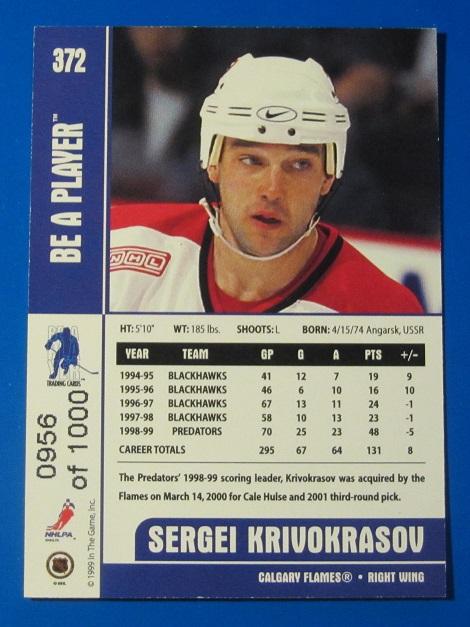 372
BE A PLAYER™
NHL
HT: 5'10" WT: 185 lbs. SHOOTS: L BORN: 4/15/74 Angarsk, USSR
YEAR TEAM GP G A PTS +/-
1994-95 BLACKHAWKS 41 12 7 19 9
1995-96 BLACKHAWKS 46 6 10 16 10
1996-97 BLACKHAWKS 67 13 11 24 -1
1997-98 BLACKHAWKS 58 10 13 23 -1
1998-99 PREDATORS 70 25 23 48 -5
CAREER TOTALS 295 67 64 131 8
The Predators' 1998-99 scoring leader, Krivokrasov was acquired by the
Flames on March 14, 2000 for Cale Hulse and 2001 third-round pick.
SERGEI KRIVOKRASOV
CALGARY FLAMES® • RIGHT WING
TRADING CARDS
0956
of 1000
NHLPA
© NHL
© 1999 In The Game, Inc.